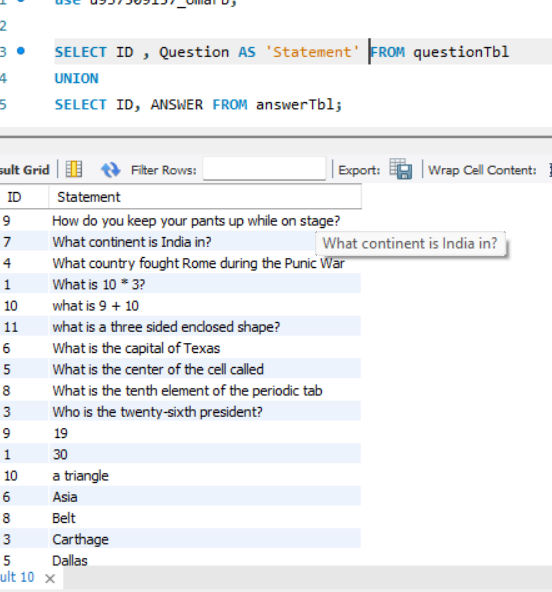 2
3 SELECT ID , Question AS 'Statement' FROM questionTbl
4 UNION
5 SELECT ID, ANSWER FROM answerTbl;
Filter Rows: Export: Wrap Cell Content:
ID Statement
9 How do you keep your pants up while on stage?
7 What continent is India in?
What continent is India in?
4 What country fought Rome during the Punic War
1 What is 10 * 3?
10 what is 9 + 10
11 what is a three sided enclosed shape?
6 What is the capital of Texas
5 What is the center of the cell called
8 What is the tenth element of the periodic tab
3 Who is the twenty-sixth president?
9 19
1 30
10 a triangle
6 Asia
8 Belt
3 Carthage
5 Dallas
ult 10